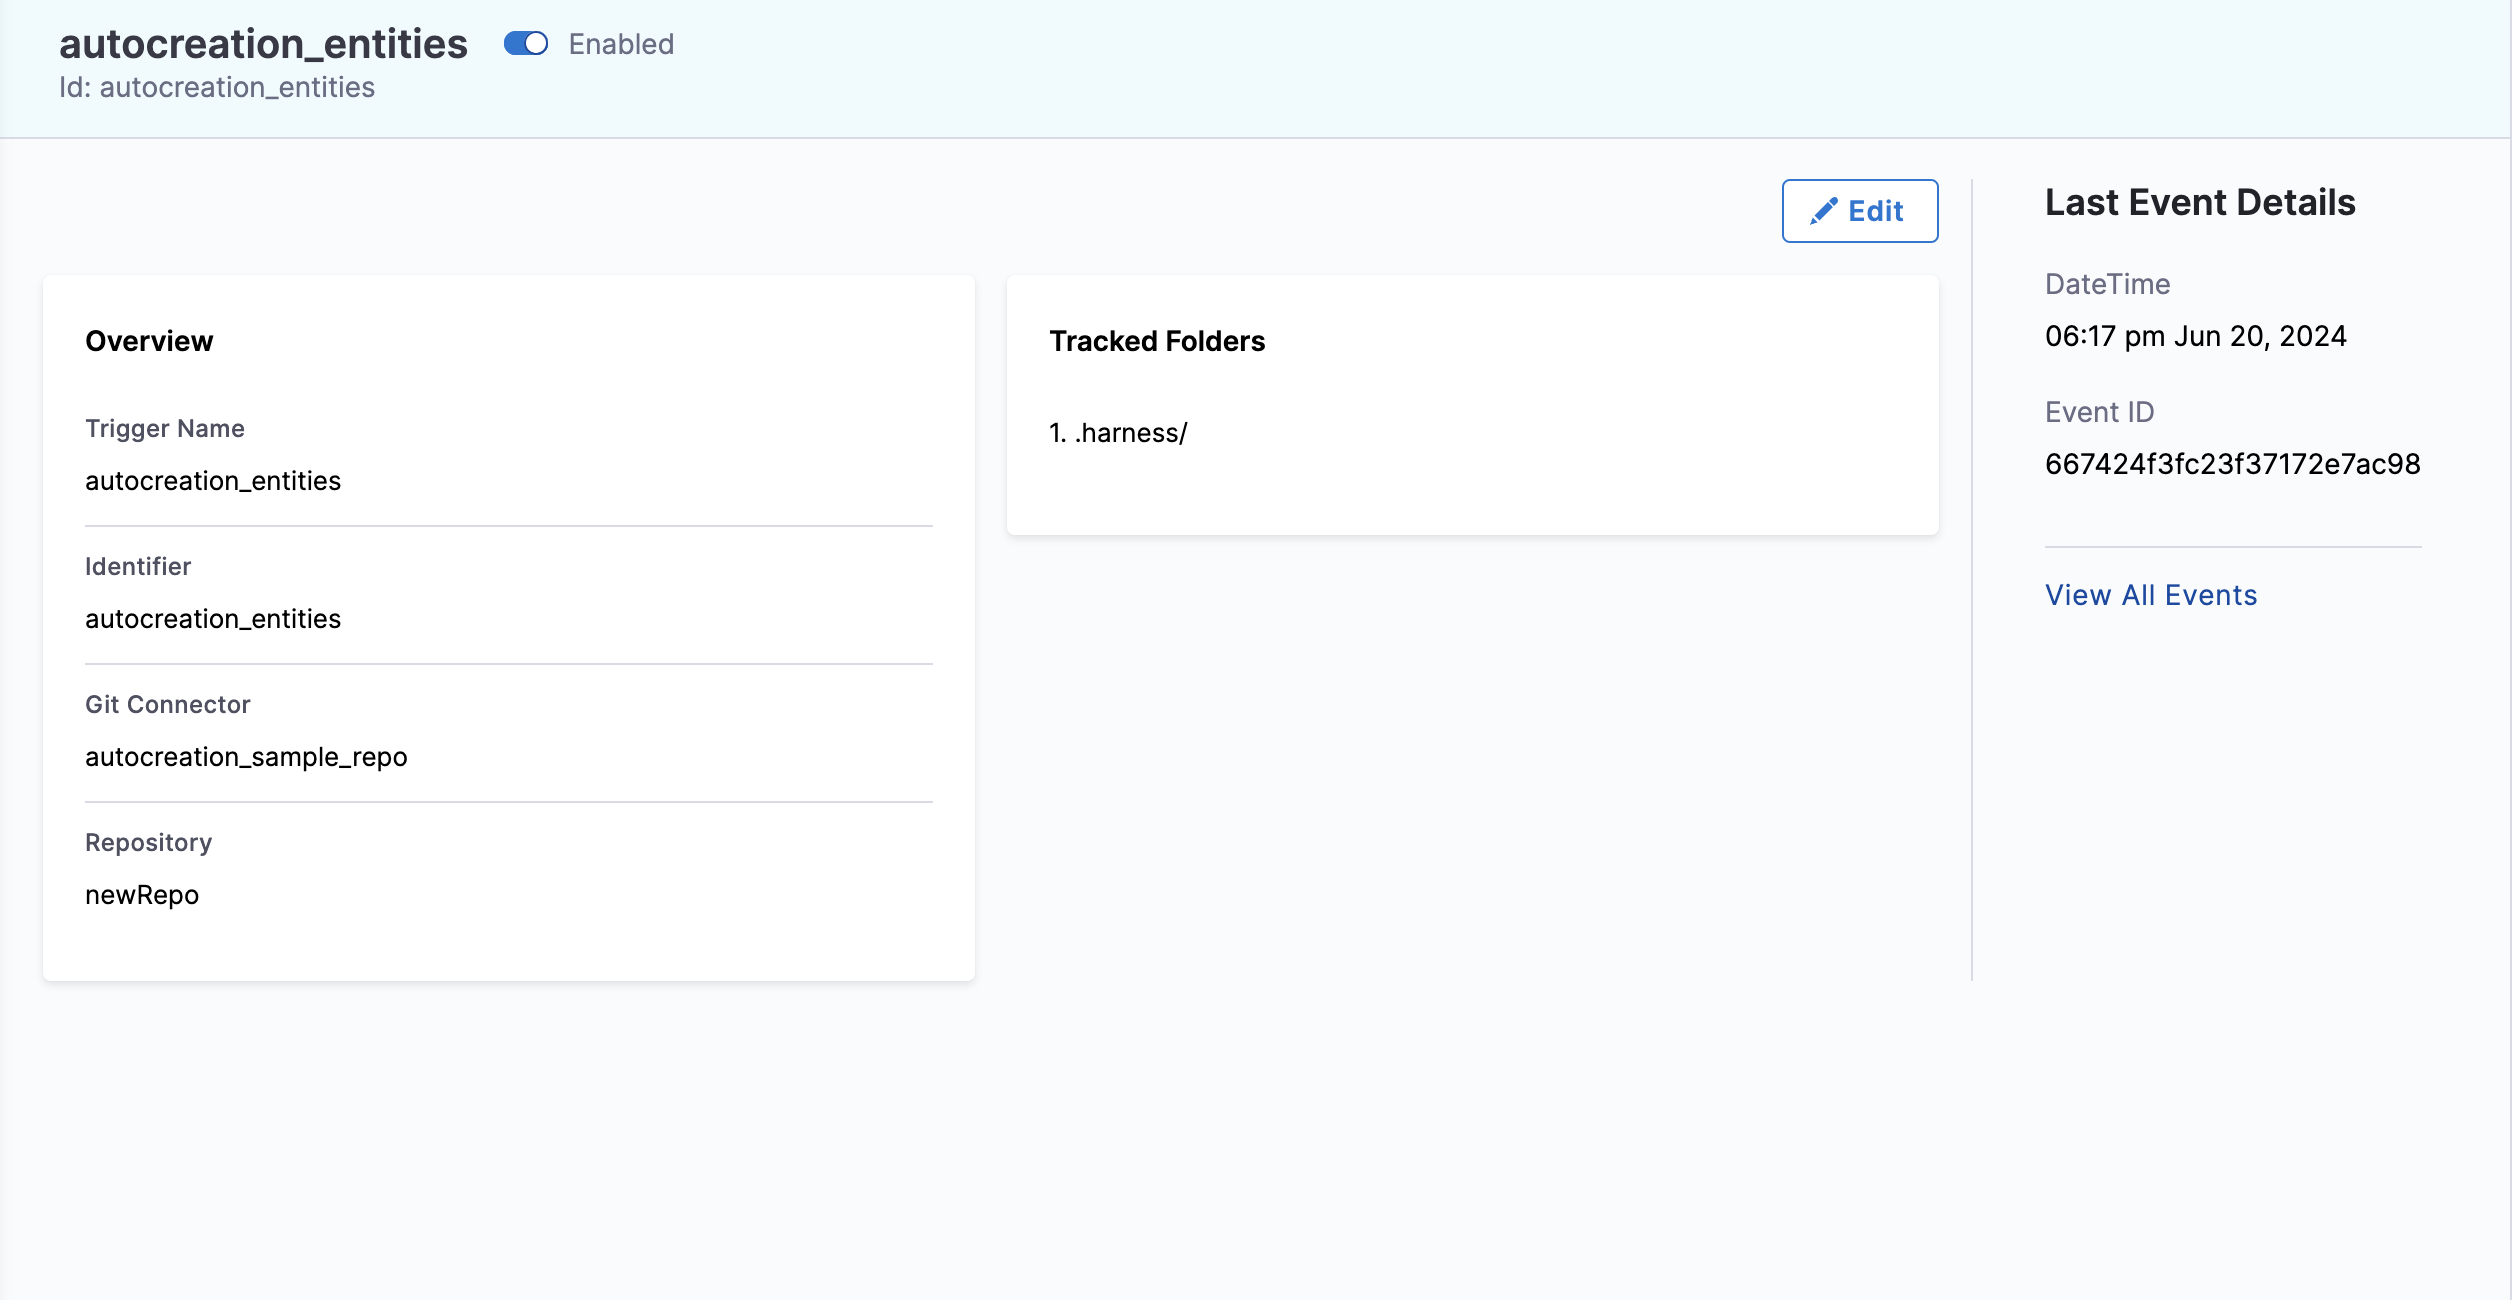 autocreation_entities
Enabled
Id: autocreation_entities
Edit
Overview
Trigger Name
autocreation_entities
Identifier
autocreation_entities
Git Connector
autocreation_sample_repo
Repository
newRepo
Tracked Folders
1. .harness/
Last Event Details
DateTime
06:17 pm Jun 20, 2024
Event ID
667424f3fc23f37172e7ac98
View All Events